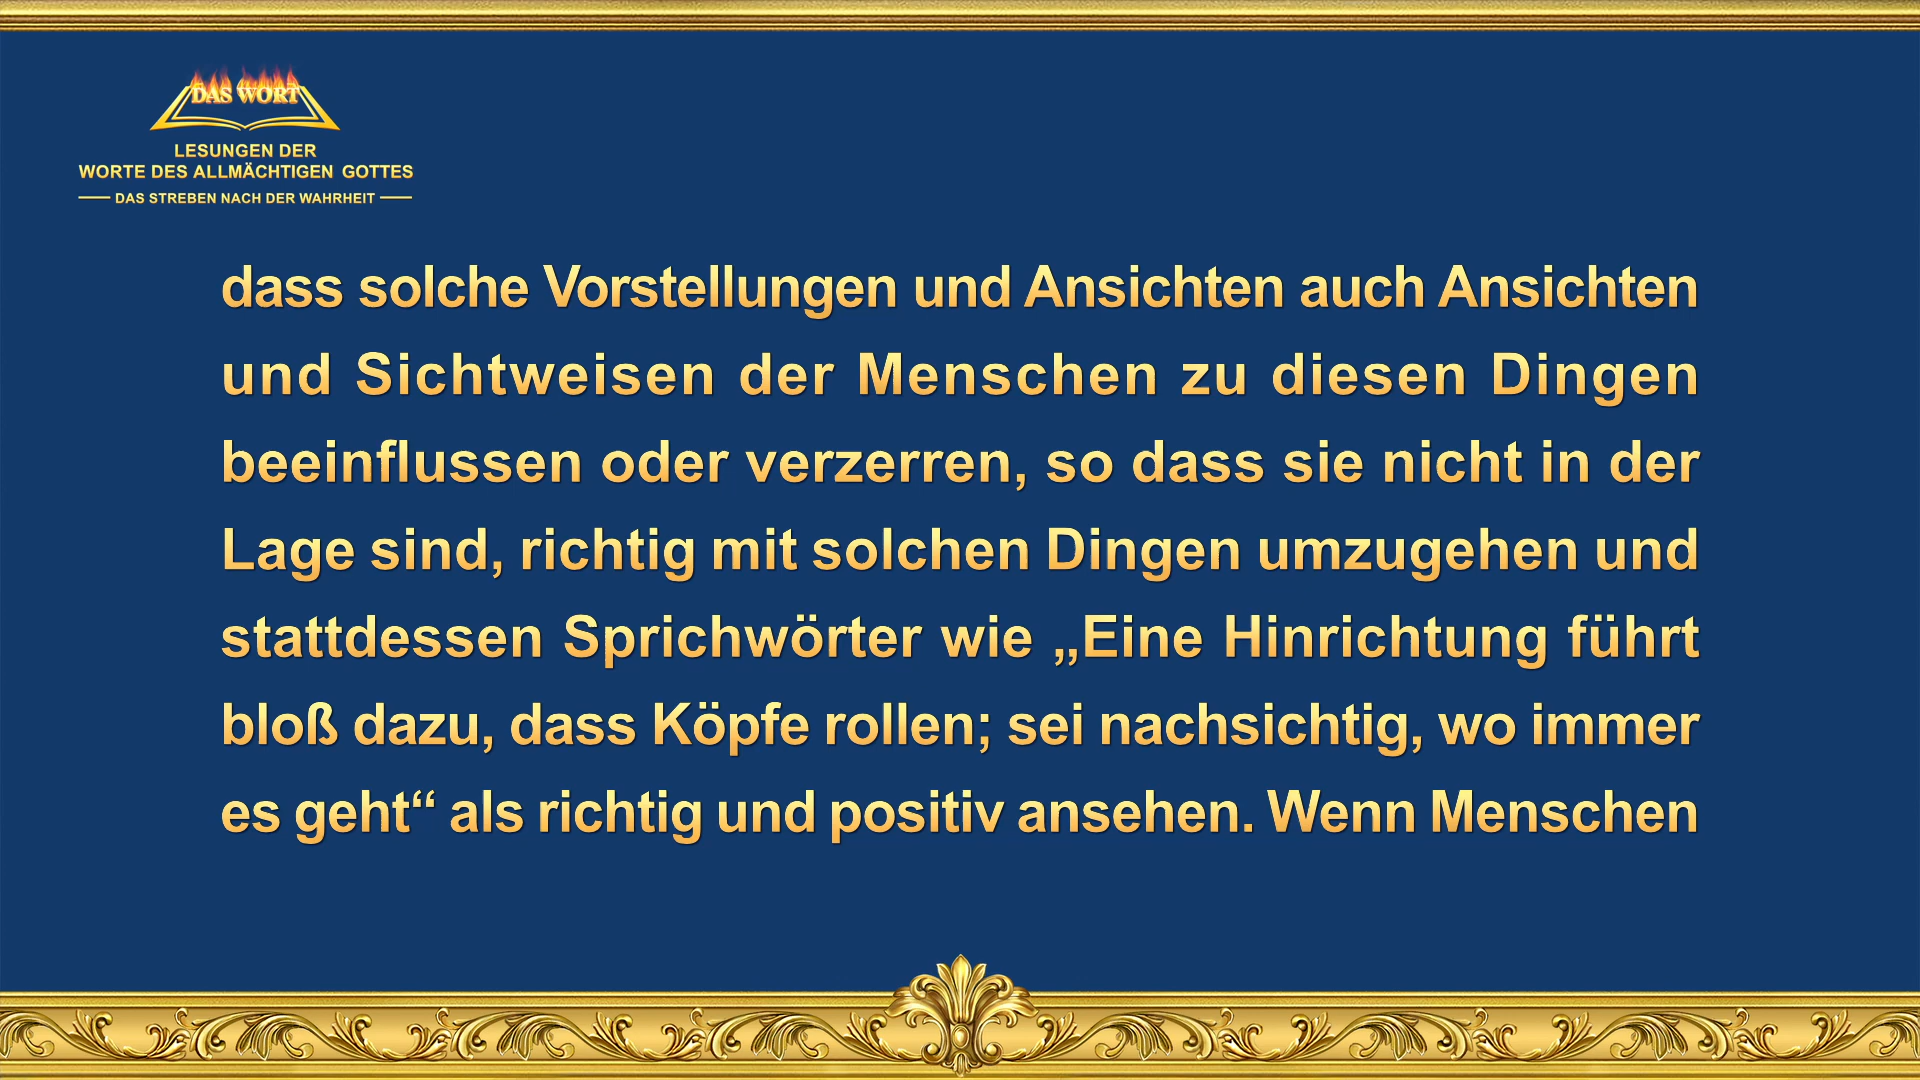 DAS WORT
LESUNGEN DER
WORTE DES ALLMÄCHTIGEN GOTTES
DAS STREBEN NACH DER WAHRHEIT
dass solche Vorstellungen und Ansichten auch Ansichten
und Sichtweisen der Menschen zu diesen Dingen
beeinflussen oder verzerren, so dass sie nicht in der
Lage sind, richtig mit solchen Dingen umzugehen und
stattdessen Sprichwörter wie „Eine Hinrichtung führt
bloß dazu, dass Köpfe rollen; sei nachsichtig, wo immer
es geht“ als richtig und positiv ansehen. Wenn Menschen